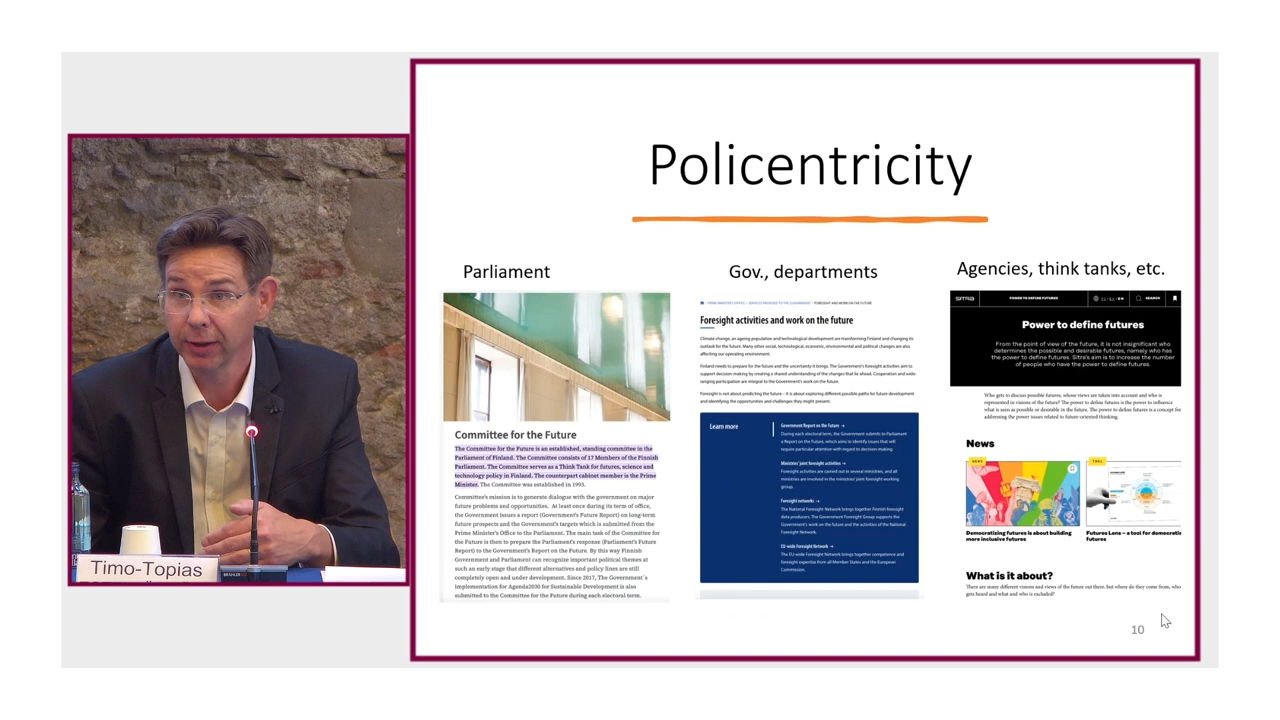 Policentricity
Parliament
Gov., departments
Agencies, think tanks, etc.
Committee for the Future
The Committee for the Future is an established, standing committee in the
Parliament of Finland. The Committee consists of 17 Members of the Finnish
Parliament. The Committee serves as a Think Tank for futures, science and
technology policy in Finland. The counterpart cabinet member is the Prime
Minister. The Committee was established in 1993.
Committee's mission is to generate dialogue with the government on major
future problems and opportunities. At least once during its term of office,
the Government issues a report (Government's Future Report) on long-term
future prospects and the Government's targets which is submitted from the
Prime Minister's Office to the Parliament. The main task of the Committee for
the Future is then to prepare the Parliament's response (Parliament's Future
Report) to the Government's Report on the Future. By this way Finnish
Government and Parliament can recognize important political themes at
such an early stage that different alternatives and policy lines are still
completely open and under development. Since 2017, The Government´s
implementation for Agenda2030 for Sustainable Development is also
submitted to the Committee for the Future during each electoral term.
PRIME MINISTER'S OFFICE / SERVICES PROVIDED TO THE GOVERNMENT / FORESIGHT AND WORK ON THE FUTURE
Foresight activities and work on the future
Climate change, an ageing population and technological development are transforming Finland and changing its
outlook for the future. Many other social, technological, economic, environmental and political changes are also
affecting our operating environment.
Finland needs to prepare for the future and the uncertainty it brings. The Government's foresight activities aim to
support decision-making by creating a shared understanding of the changes that lie ahead. Cooperation and wide-
ranging participation are integral to the Government's work on the future.
Foresight is not about predicting the future – it is about exploring different possible paths for future development
and identifying the opportunities and challenges they might present.
Learn more
Government Report on the Future →
During each electoral term, the Government submits to Parliament
a Report on the Future, which aims to identify issues that will
require particular attention with regard to decision-making.
Ministries' joint foresight activities →
Foresight activities are carried out in several ministries, and all
ministries are involved in the ministries' joint foresight working
group.
Foresight networks →
The National Foresight Network brings together Finnish foresight
data producers. The Government Foresight Group supports the
Government's work on the future and the activities of the National
Foresight Network.
EU-wide Foresight Network →
The EU-wide Foresight Network brings together competence and
foresight expertise from all Member States and the European
Commission.
SITRA
POWER TO DEFINE FUTURES
EN
SEARCH
Power to define futures
From the point of view of the future, it is not insignificant who
determines the possible and desirable futures, namely who has
the power to define futures. Sitra's aim is to increase the number
of people who have the power to define futures.
Who gets to discuss possible futures, whose views are taken into account and who is
represented in visions of the future? The power to define futures is the power to influence
what is seen as possible or desirable in the future. The power to define futures is a concept for
addressing the power issues related to future-oriented thinking.
News
NEWS
TOOL
Democratizing futures is about building
more inclusive futures
Futures Lens – a tool for democratis
futures
What is it about?
There are many different visions and views of the future out there, but where do they come from, who
gets heard and what and who is excluded?
10
Timo-Topias
BRÄHLER